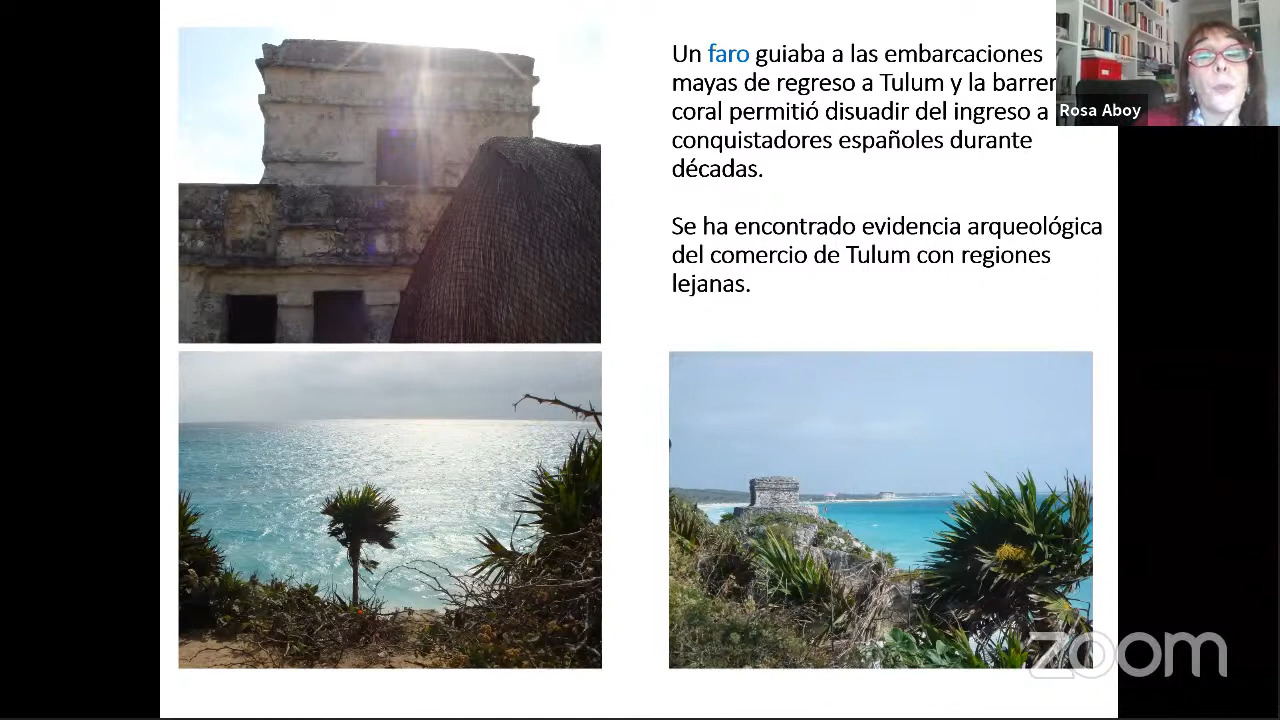 Un faro guiaba a las embarcaciones
mayas de regreso a Tulum y la barrer
coral permitió disuadir del ingreso a
conquistadores españoles durante
décadas.
Se ha encontrado evidencia arqueológica
del comercio de Tulum con regiones
lejanas.
Rosa Aboy
zoom